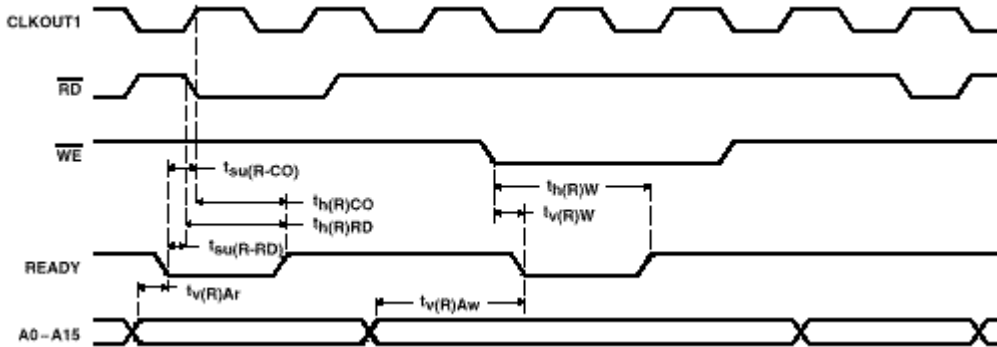 CLKOUT1
RD
WE
tsu(R-CO)
th(R)W
th(R)CO
tv(R)W
th(R)RD
tsu(R-RD)
READY
tv(R)Ar
tv(R)Aw
A0–A15